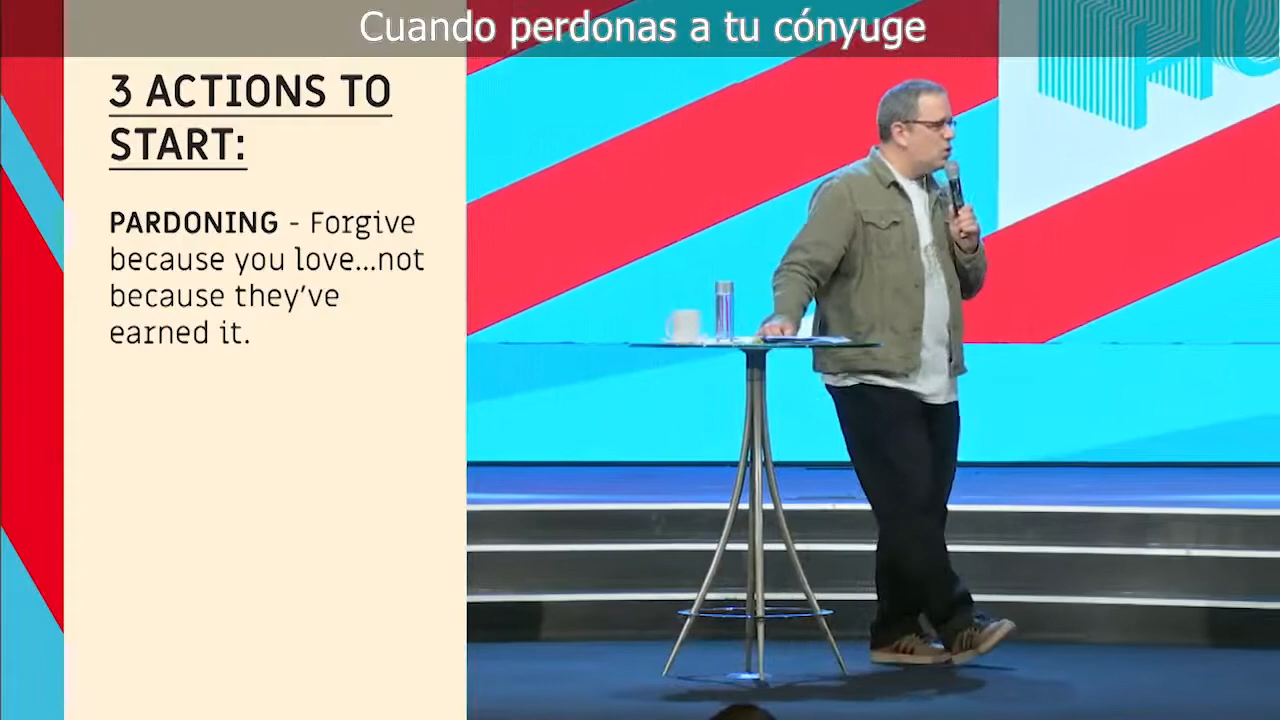 Cuando perdonas a tu cónyuge
3 ACTIONS TO
START:
PARDONING - Forgive
because you love...not
because they've
earned it.